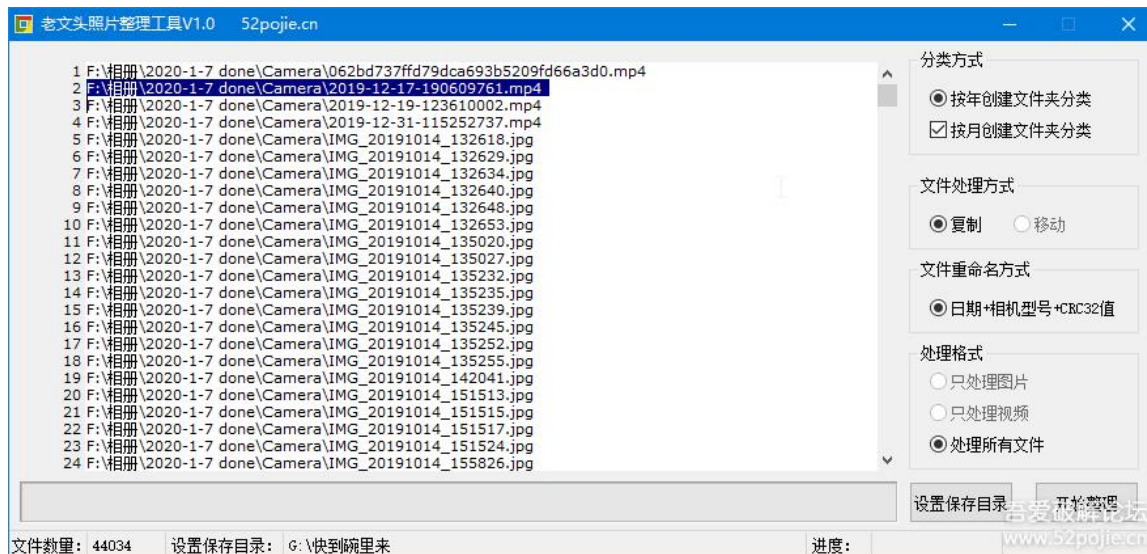 老文头照片整理工具V1.0 52pojie.cn
1 F:\相册\2020-1-7 done\Camera\062bd737ffd79dca693b5209fd66a3d0.mp4
2 F:\相册\2020-1-7 done\Camera\2019-12-17-190609761.mp4
3 F:\相册\2020-1-7 done\Camera\2019-12-19-123610002.mp4
4 F:\相册\2020-1-7 done\Camera\2019-12-31-115252737.mp4
5 F:\相册\2020-1-7 done\Camera\IMG_20191014_132618.jpg
6 F:\相册\2020-1-7 done\Camera\IMG_20191014_132629.jpg
7 F:\相册\2020-1-7 done\Camera\IMG_20191014_132634.jpg
8 F:\相册\2020-1-7 done\Camera\IMG_20191014_132640.jpg
9 F:\相册\2020-1-7 done\Camera\IMG_20191014_132648.jpg
10 F:\相册\2020-1-7 done\Camera\IMG_20191014_132653.jpg
11 F:\相册\2020-1-7 done\Camera\IMG_20191014_135020.jpg
12 F:\相册\2020-1-7 done\Camera\IMG_20191014_135027.jpg
13 F:\相册\2020-1-7 done\Camera\IMG_20191014_135232.jpg
14 F:\相册\2020-1-7 done\Camera\IMG_20191014_135235.jpg
15 F:\相册\2020-1-7 done\Camera\IMG_20191014_135239.jpg
16 F:\相册\2020-1-7 done\Camera\IMG_20191014_135245.jpg
17 F:\相册\2020-1-7 done\Camera\IMG_20191014_135252.jpg
18 F:\相册\2020-1-7 done\Camera\IMG_20191014_135255.jpg
19 F:\相册\2020-1-7 done\Camera\IMG_20191014_142041.jpg
20 F:\相册\2020-1-7 done\Camera\IMG_20191014_151513.jpg
21 F:\相册\2020-1-7 done\Camera\IMG_20191014_151515.jpg
22 F:\相册\2020-1-7 done\Camera\IMG_20191014_151517.jpg
23 F:\相册\2020-1-7 done\Camera\IMG_20191014_151524.jpg
24 F:\相册\2020-1-7 done\Camera\IMG_20191014_155826.jpg
分类方式
按年创建文件夹分类
按月创建文件夹分类
文件处理方式
复制 移动
文件重命名方式
日期+相机型号+CRC32值
处理格式
只处理图片
只处理视频
处理所有文件
设置保存目录 开始整理
吾爱破解论坛
www.52pojie.cn
文件数量: 44034 设置保存目录: G:\快到碗里来 进度: